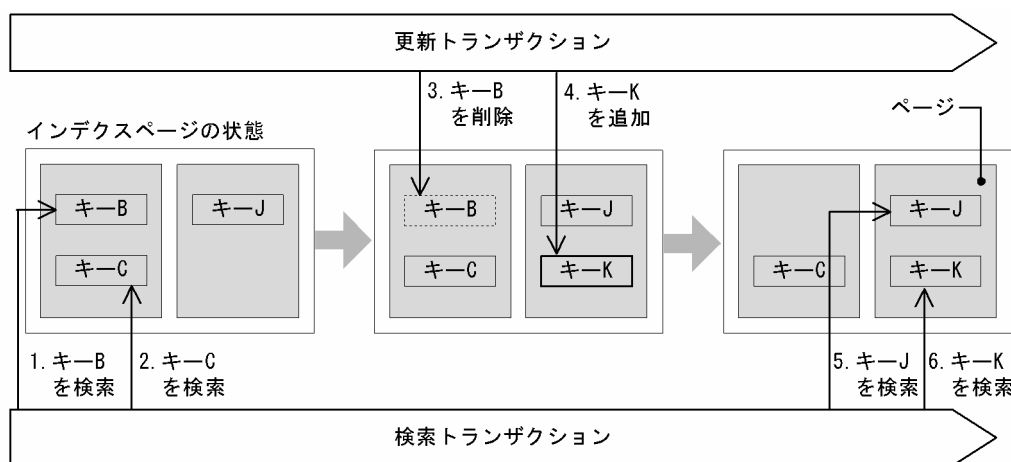 更新トランザクション
3. キーB
を削除
4. キーK
を追加
ページ
インデクスページの状態
キーB
キーJ
キーC
キーB
キーJ
キーC
キーK
キーJ
キーC
キーK
1. キーB
を検索
2. キーC
を検索
5. キーJ
を検索
6. キーK
を検索
検索トランザクション